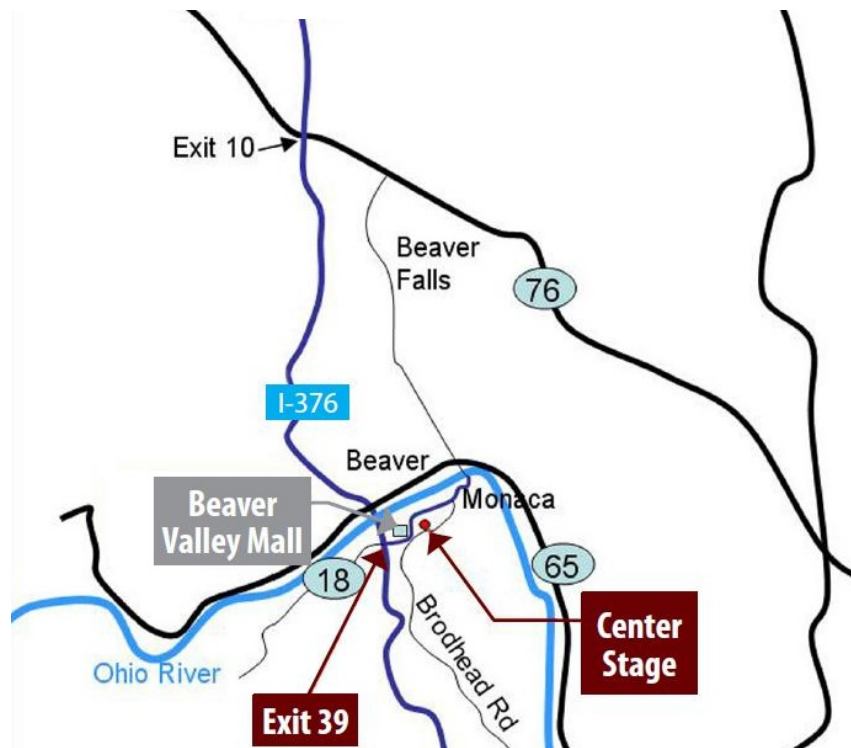 Exit 10
Beaver
Falls
76
I-376
Beaver
Beaver
Valley Mall
Monaca
18
65
Brodhead Rd
Center
Stage
Ohio River
Exit 39